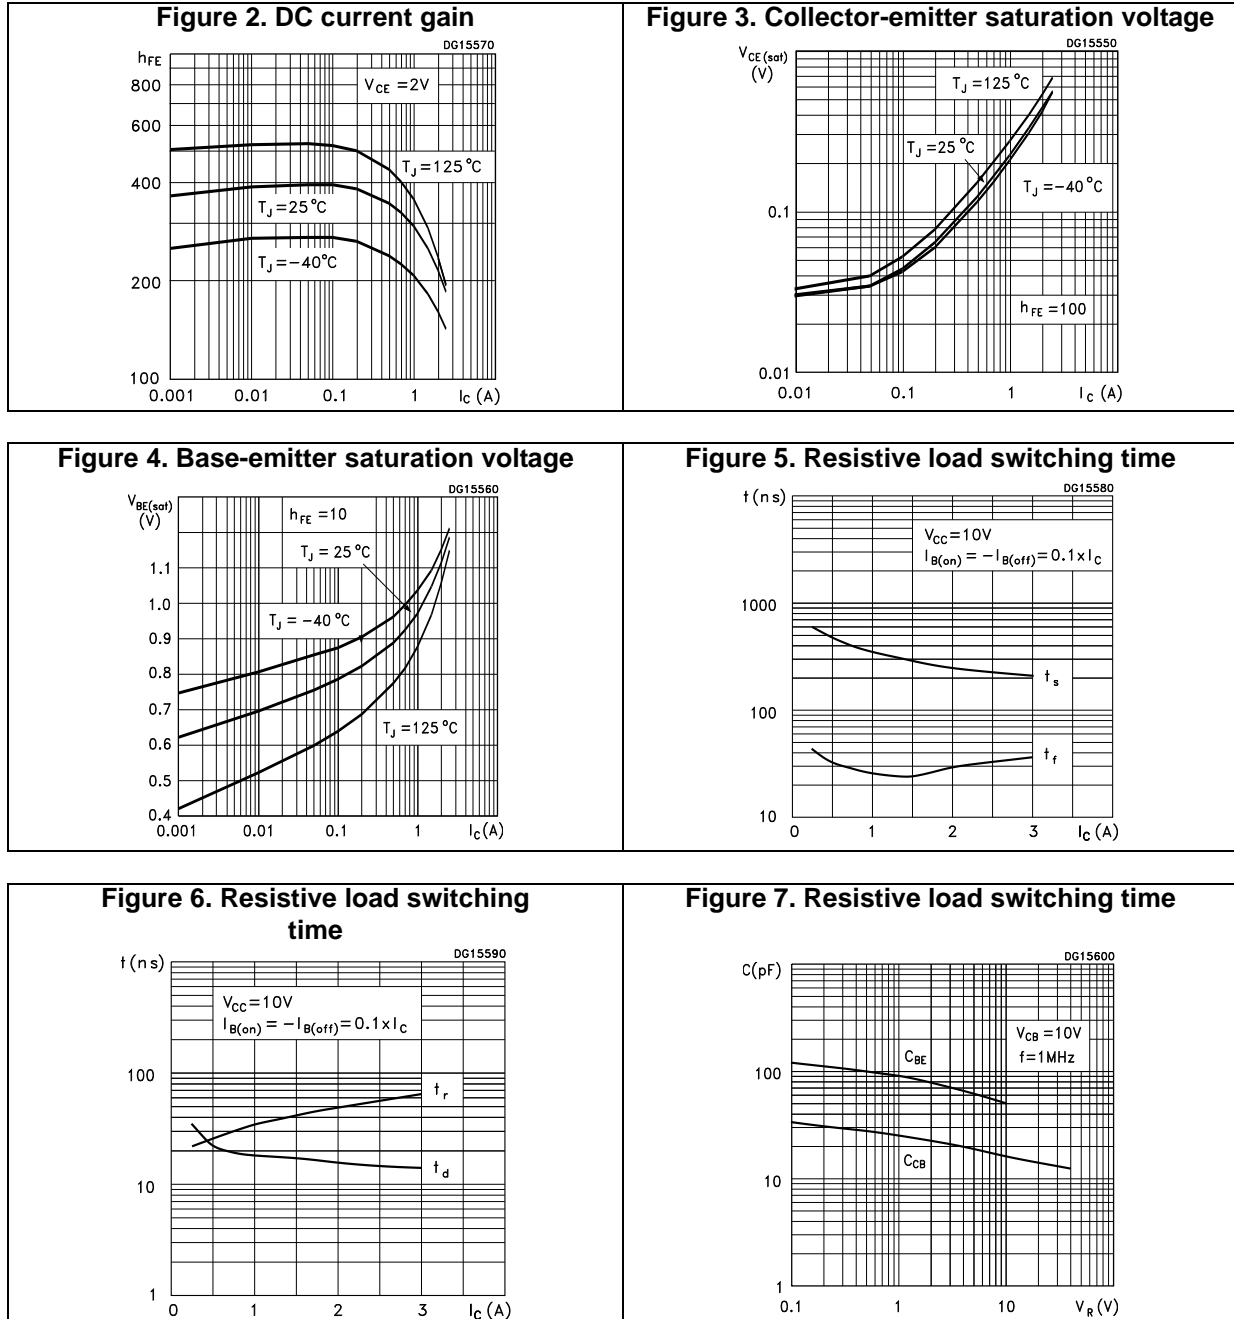 Figure 2. DC current gain
DG15570
hFE
800
600
400
200
100
VCE =2V
TJ=125°C
TJ=25°C
TJ=-40°C
0.001
0.01
0.1
1
IC (A)
Figure 3. Collector-emitter saturation voltage
DG15550
VCE(sat)
(V)
TJ=125°C
TJ=25°C
TJ=-40°C
0.1
hFE =100
0.01
0.01
0.1
1
IC (A)
Figure 4. Base-emitter saturation voltage
DG15560
VBE(sat)
(V)
hFE =10
TJ = 25°C
1.1
1.0
TJ = -40°C
0.9
0.8
0.7
TJ=125°C
0.6
0.5
0.4
0.001
0.01
0.1
1
IC(A)
Figure 5. Resistive load switching time
DG15580
t(ns)
VCC=10V
IB(on) = -IB(off)=0.1xIC
1000
ts
100
tf
10
0
1
2
3
IC(A)
Figure 6. Resistive load switching
time
DG15590
t(ns)
VCC=10V
IB(on) = -IB(off)=0.1xIC
100
tr
td
10
1
0
1
2
3
IC (A)
Figure 7. Resistive load switching time
DG15600
C(pF)
VCB =10V
f=1MHz
CBE
100
CCB
10
1
0.1
1
10
VR(V)